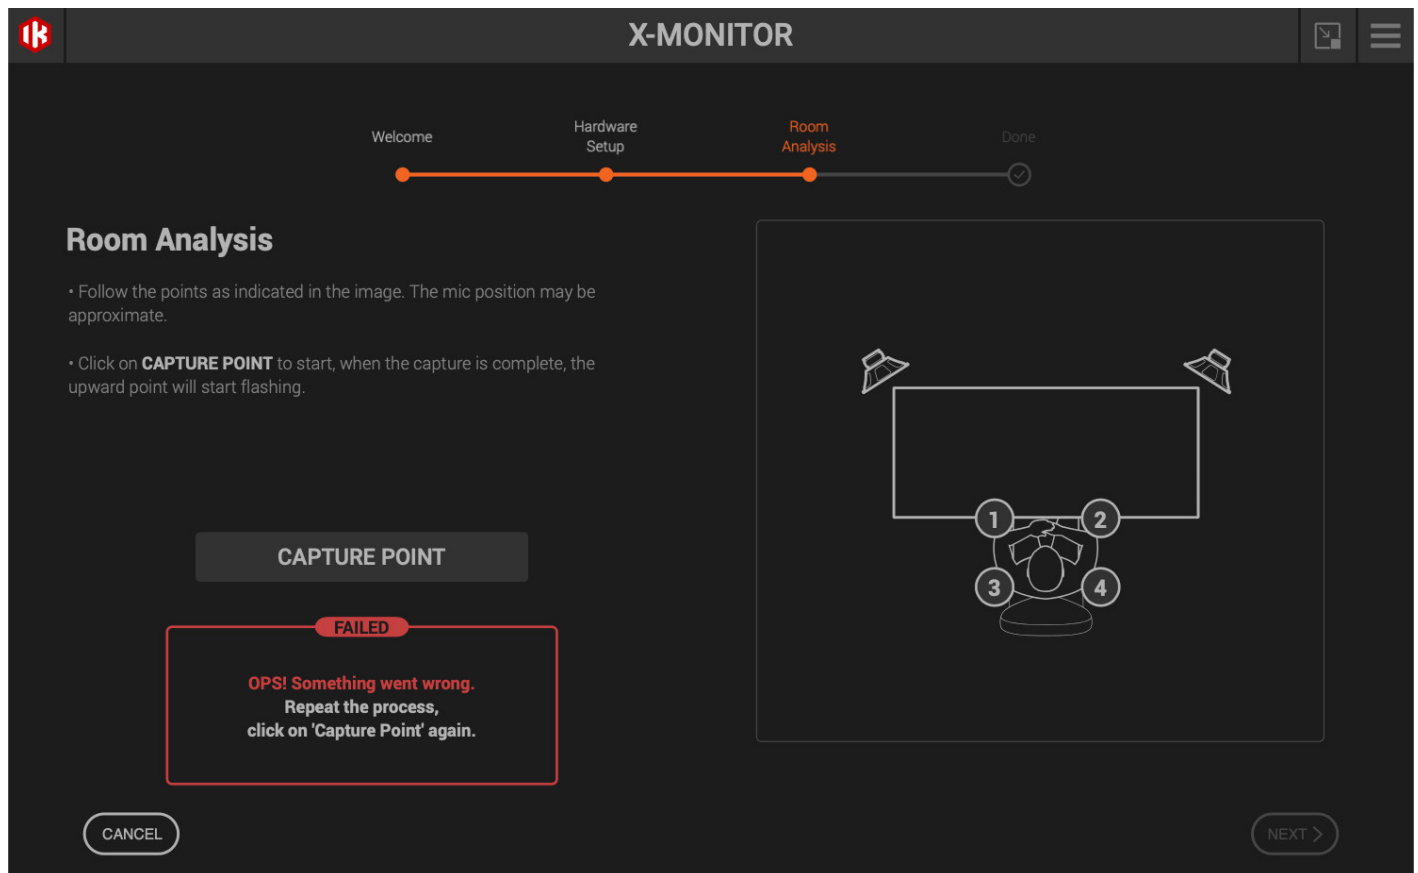 IK
X-MONITOR
Welcome
Hardware
Setup
Room
Analysis
Done
Room Analysis
• Follow the points as indicated in the image. The mic position may be
approximate.
• Click on CAPTURE POINT to start, when the capture is complete, the
upward point will start flashing.
CAPTURE POINT
FAILED
OPS! Something went wrong.
Repeat the process,
click on 'Capture Point' again.
1
2
3
4
CANCEL
NEXT >